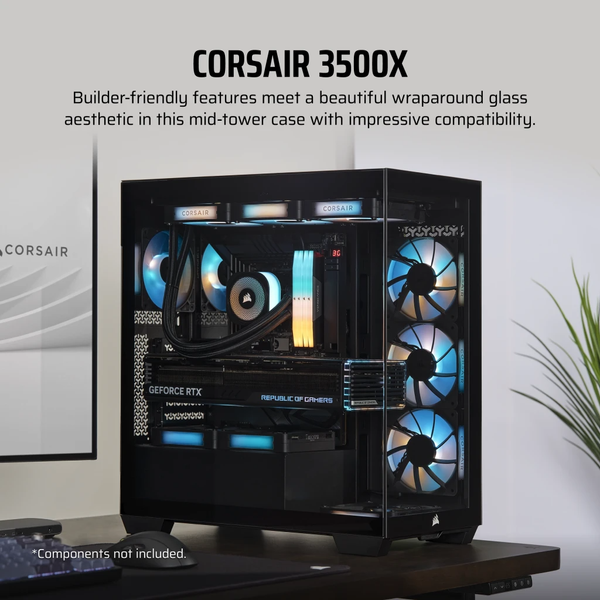 CORSAIR 3500X
Builder-friendly features meet a beautiful wraparound glass
aesthetic in this mid-tower case with impressive compatibility.
CORSAIR
CORSAIR
CORSAIR
GEFORCE RTX
REPUBLIC OF GAMERS
*Components not included.